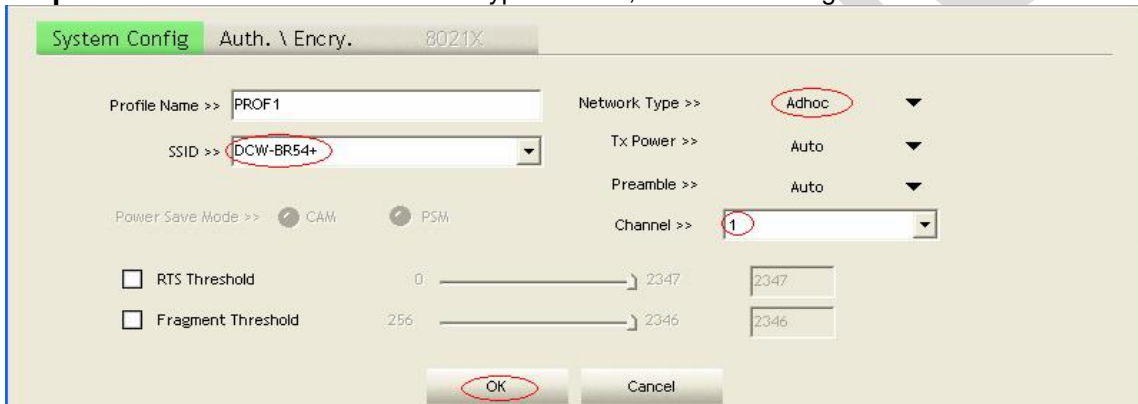 System Config Auth. \ Encry. 8021X
Profile Name >> PROF1 Network Type >> Adhoc
SSID >> DCW-BR54+ Tx Power >> Auto
Preamble >> Auto
Power Save Mode >> CAM PSM Channel >> 1
RTS Threshold 0 2347 2347
Fragment Threshold 256 2346 2346
OK Cancel